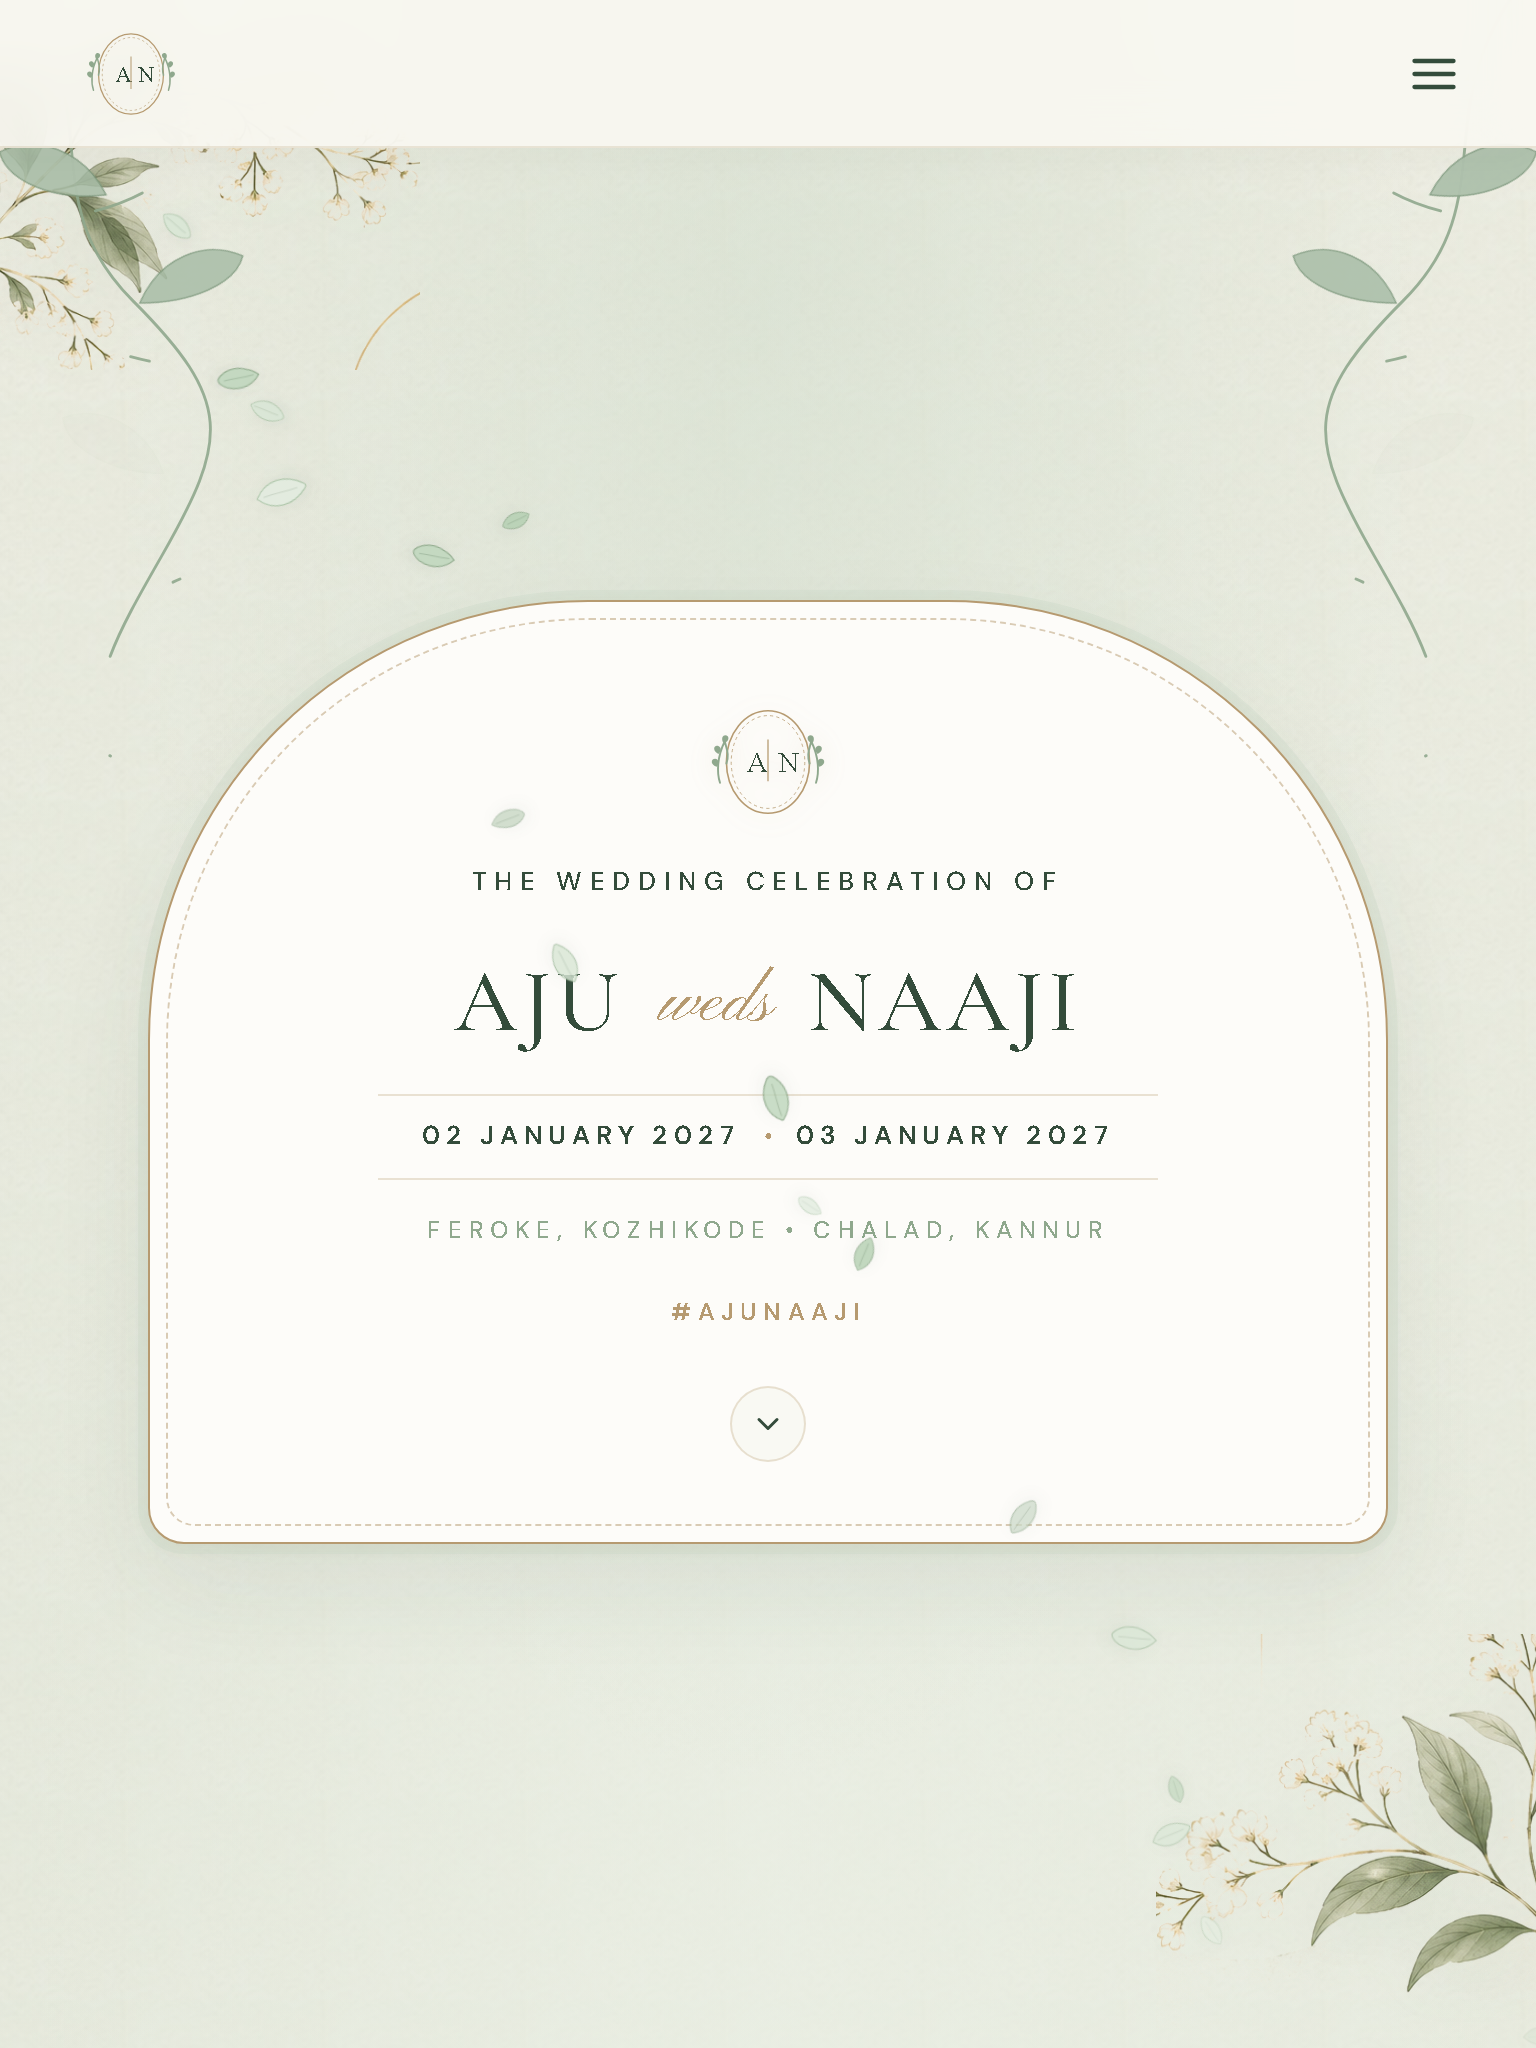 A N
A N
THE WEDDING CELEBRATION OF
AJU weds NAAJI
02 JANUARY 2027 · 03 JANUARY 2027
FEROKE, KOZHIKODE • CHALAD, KANNUR
#AJUNAAJI